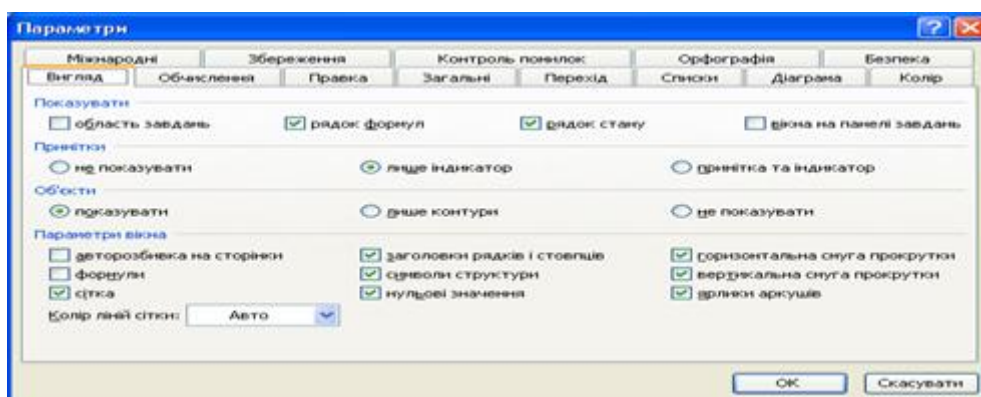 Параметри
Міжнародні Збереження Контроль помилок Орфографія Безпека
Вигляд Обчислення Правка Загальні Перехід Списки Діаграма Колір
Показувати
область завдань рядок формул рядок стану вікна на панелі завдань
Примітки
не показувати лише індикатор примітка та індикатор
Об'єкти
показувати лише контури не показувати
Параметри вікна
авторозбивка на сторінки заголовки рядків і стовпців горизонтальна смуга прокрутки
формули символи структури вертикальна смуга прокрутки
сітка нульові значення ярлики аркушів
Колір ліній сітки: Авто
ОК Скасувати